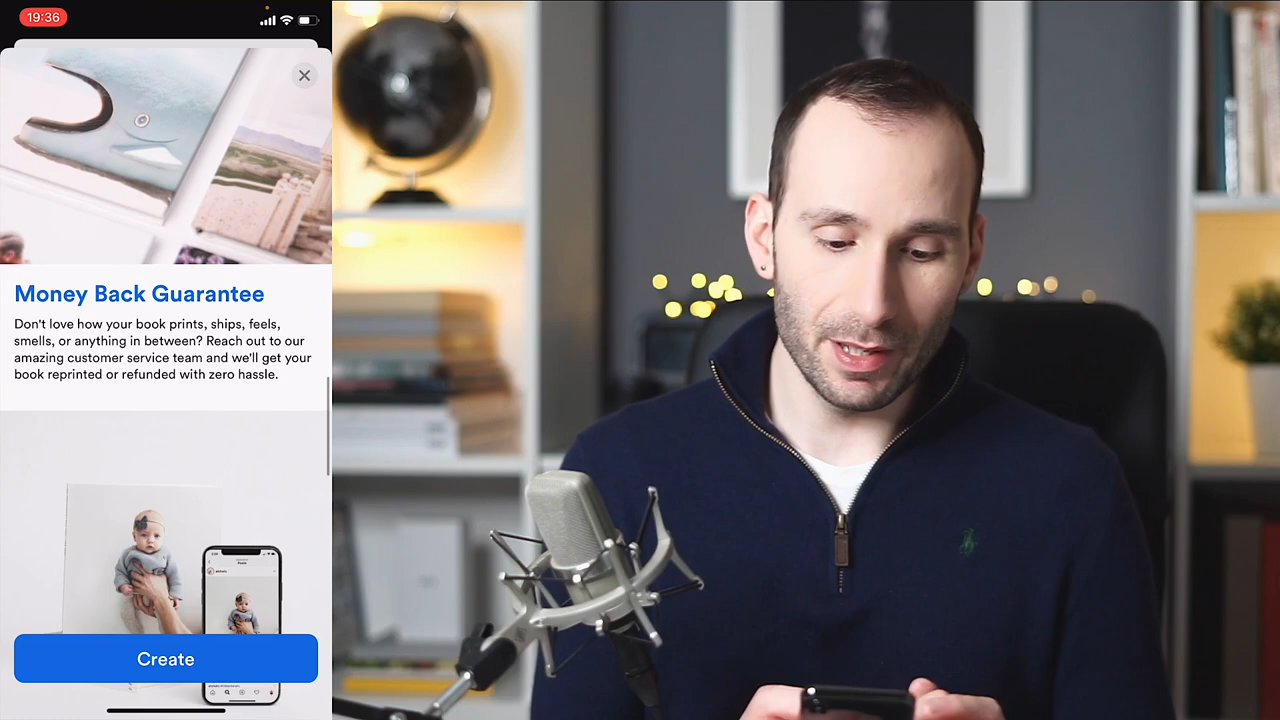 19:36
Money Back Guarantee
Don't love how your book prints, ships, feels,
smells, or anything in between? Reach out to our
amazing customer service team and we'll get your
book reprinted or refunded with zero hassle.
Create